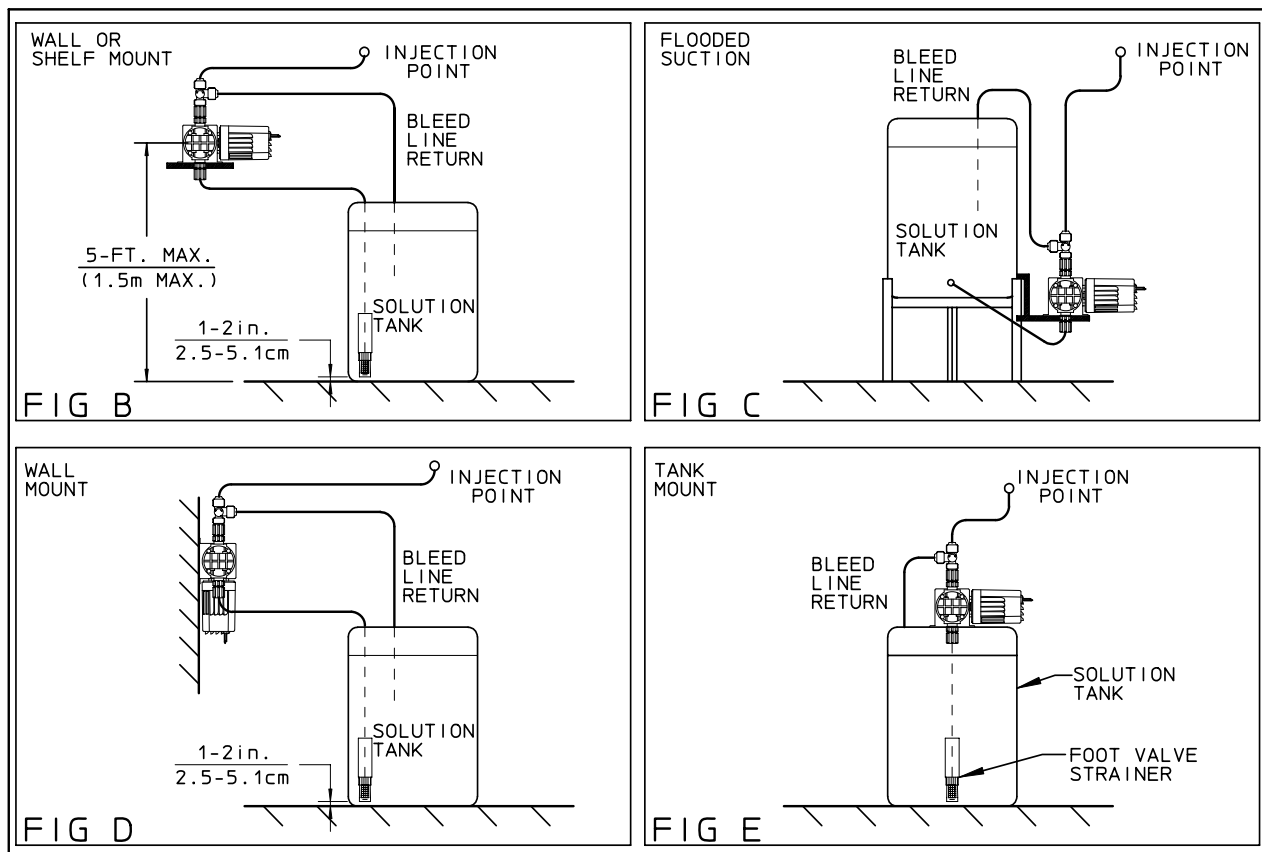 WALL OR
SHELF MOUNT
INJECTION
POINT
BLEED
LINE
RETURN
5-FT. MAX.
(1.5m MAX.)
SOLUTION
TANK
1-2in.
2.5-5.1cm
FIG B
FLOODED
SUCTION
BLEED
LINE
RETURN
INJECTION
POINT
SOLUTION
TANK
FIG C
WALL
MOUNT
INJECTION
POINT
BLEED
LINE
RETURN
SOLUTION
TANK
1-2in.
2.5-5.1cm
FIG D
TANK
MOUNT
INJECTION
POINT
BLEED
LINE
RETURN
SOLUTION
TANK
FOOT VALVE
STRAINER
FIG E